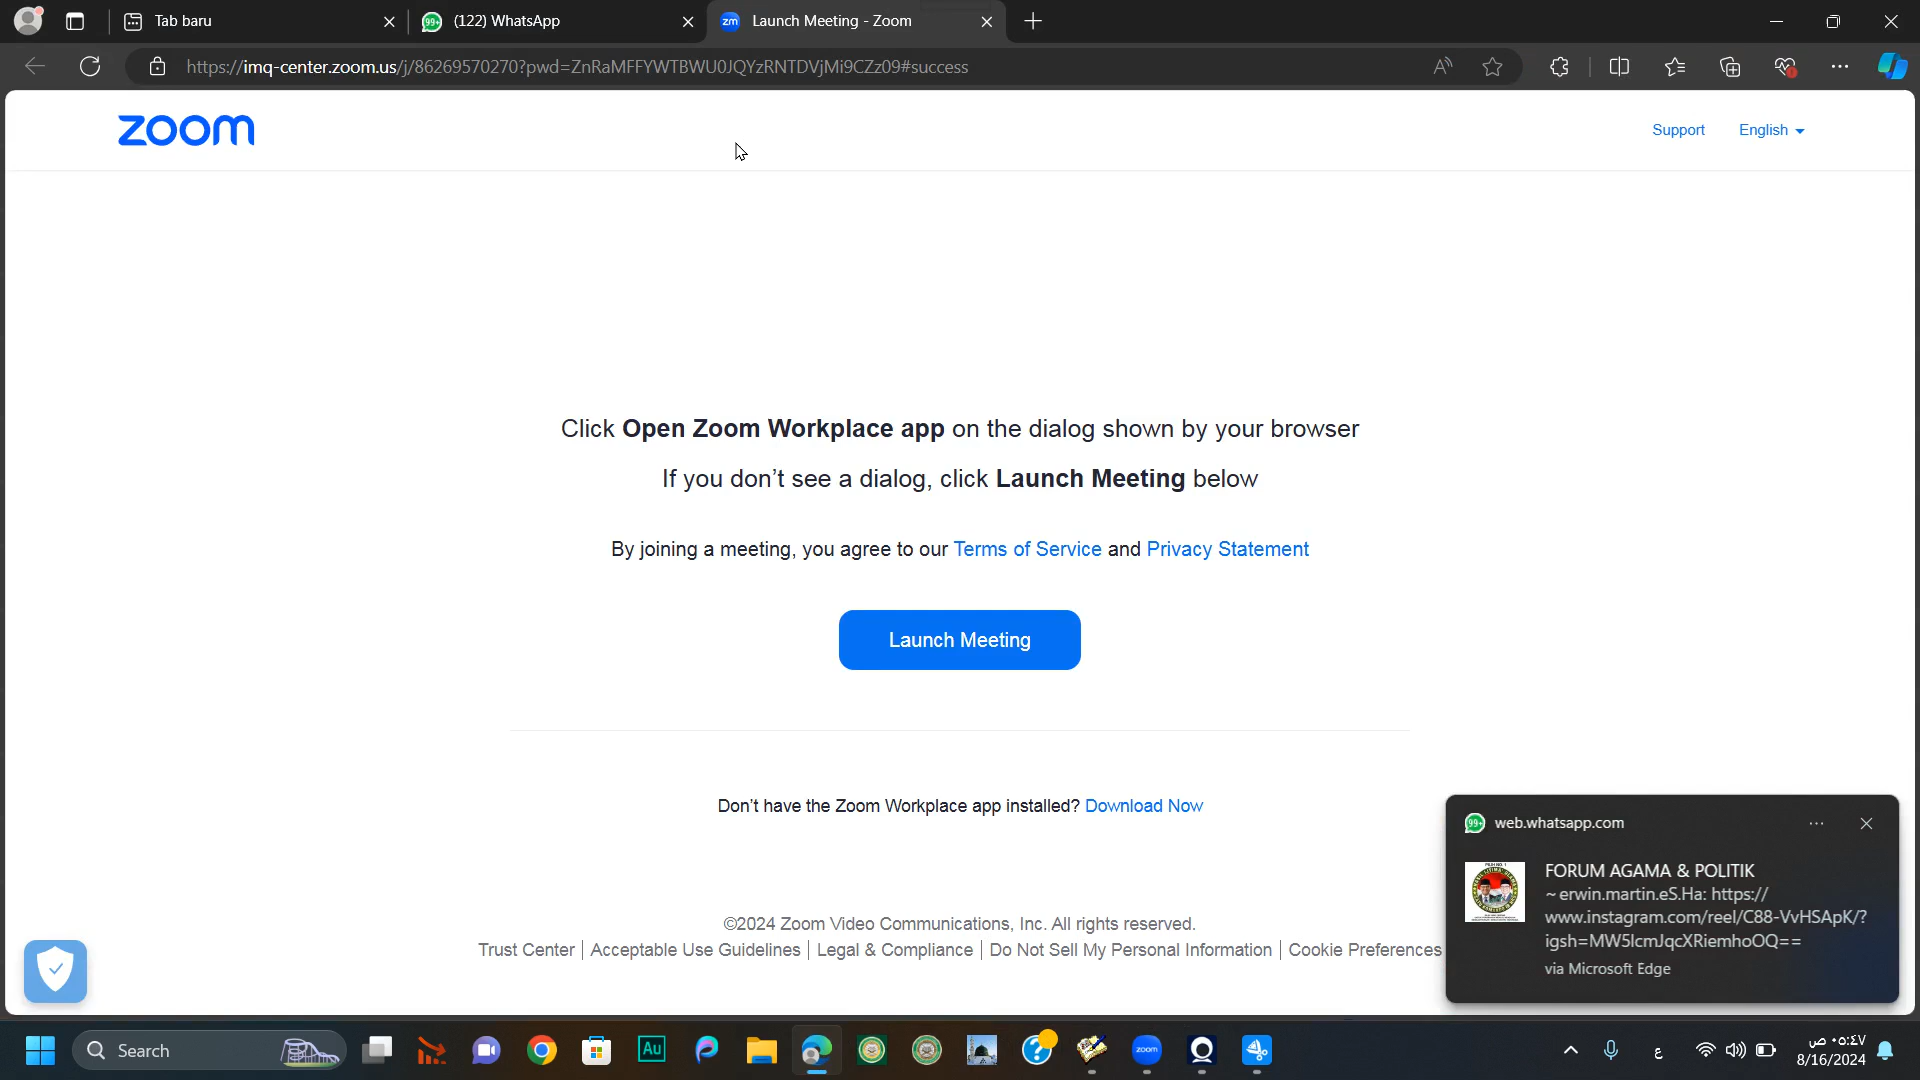 Tab baru
99+
(122) WhatsApp
zm
Launch Meeting - Zoom
https://imq-center.zoom.us/j/86269570270?pwd=ZnRaMFFYWTBWU0JQYzRNTDVjMi9CZz09#success
zoom
Support
English
Click Open Zoom Workplace app on the dialog shown by your browser
If you don’t see a dialog, click Launch Meeting below
By joining a meeting, you agree to our Terms of Service and Privacy Statement
Launch Meeting
Don’t have the Zoom Workplace app installed? Download Now
©2024 Zoom Video Communications, Inc. All rights reserved.
Trust Center | Acceptable Use Guidelines | Legal & Compliance | Do Not Sell My Personal Information | Cookie Preferences
99+
web.whatsapp.com
FORUM AGAMA & POLITIK
~ erwin.martin.eS.Ha: https://
www.instagram.com/reel/C88-VvHSApK/?
igsh=MW5lcmJqcXRiemhoOQ==
via Microsoft Edge
Search
Au
zoom
ع
٠٥:٤٧ ص
8/16/2024